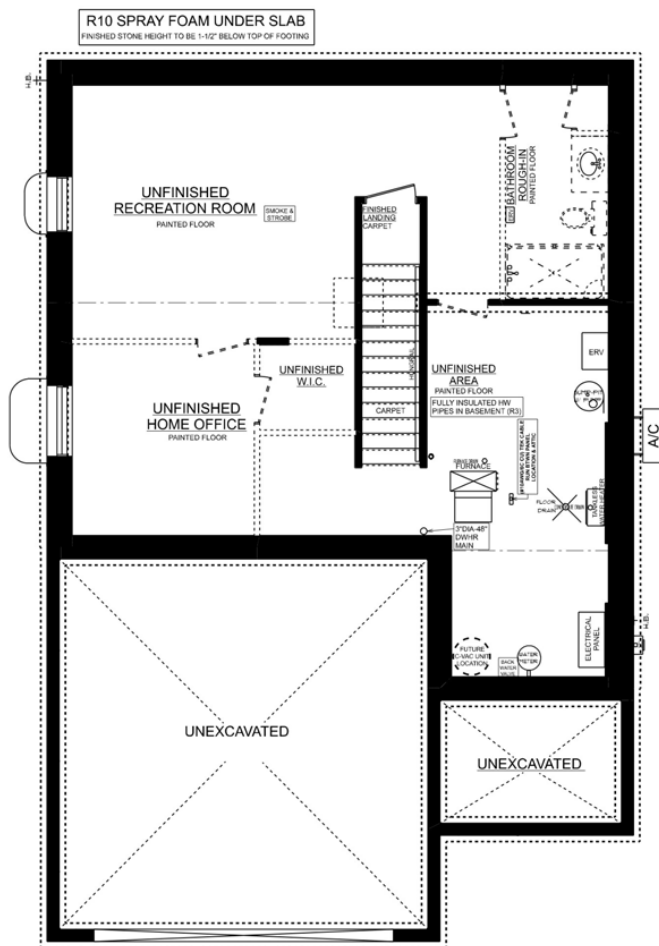 R10 SPRAY FOAM UNDER SLAB
FINISHED STONE HEIGHT TO BE 1-1/2" BELOW TOP OF FOOTING
H.B.
UNFINISHED
RECREATION ROOM
PAINTED FLOOR
SMOKE &
STROBE
FINISHED
LANDING
CARPET
BATHROOM
ROUGH-IN
PAINTED FLOOR
UNFINISHED
W.I.C.
UNFINISHED
HOME OFFICE
PAINTED FLOOR
CARPET
UNFINISHED
AREA
PAINTED FLOOR
FULLY INSULATED HW
PIPES IN BASEMENT (R3)
ERV
A/C
FURNACE
LOCATION & ATTIC
FLOOR
DRAIN
TANKLESS
WATER HEATER
3"DIA-48"
DWHR
MAIN
ELECTRICAL
PANEL
H.B.
FUTURE
C-VAC UNIT
LOCATION
BACK
WATER
VALVE
WATER
METER
UNEXCAVATED
UNEXCAVATED